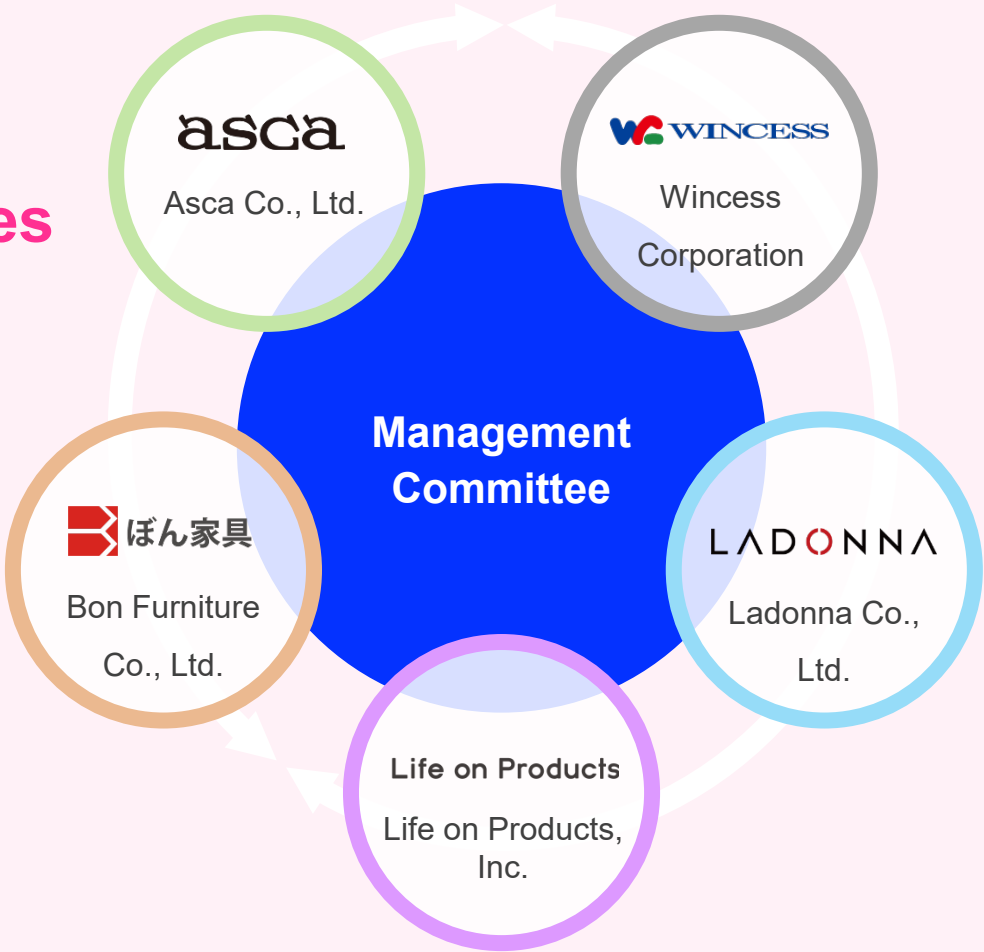 asca
Asca Co., Ltd.
WINCESS
Wincess
Corporation
es
Management
Committee
ぼん家具
Bon Furniture
Co., Ltd.
LADONNA
Ladonna Co.,
Ltd.
Life on Products
Life on Products,
Inc.